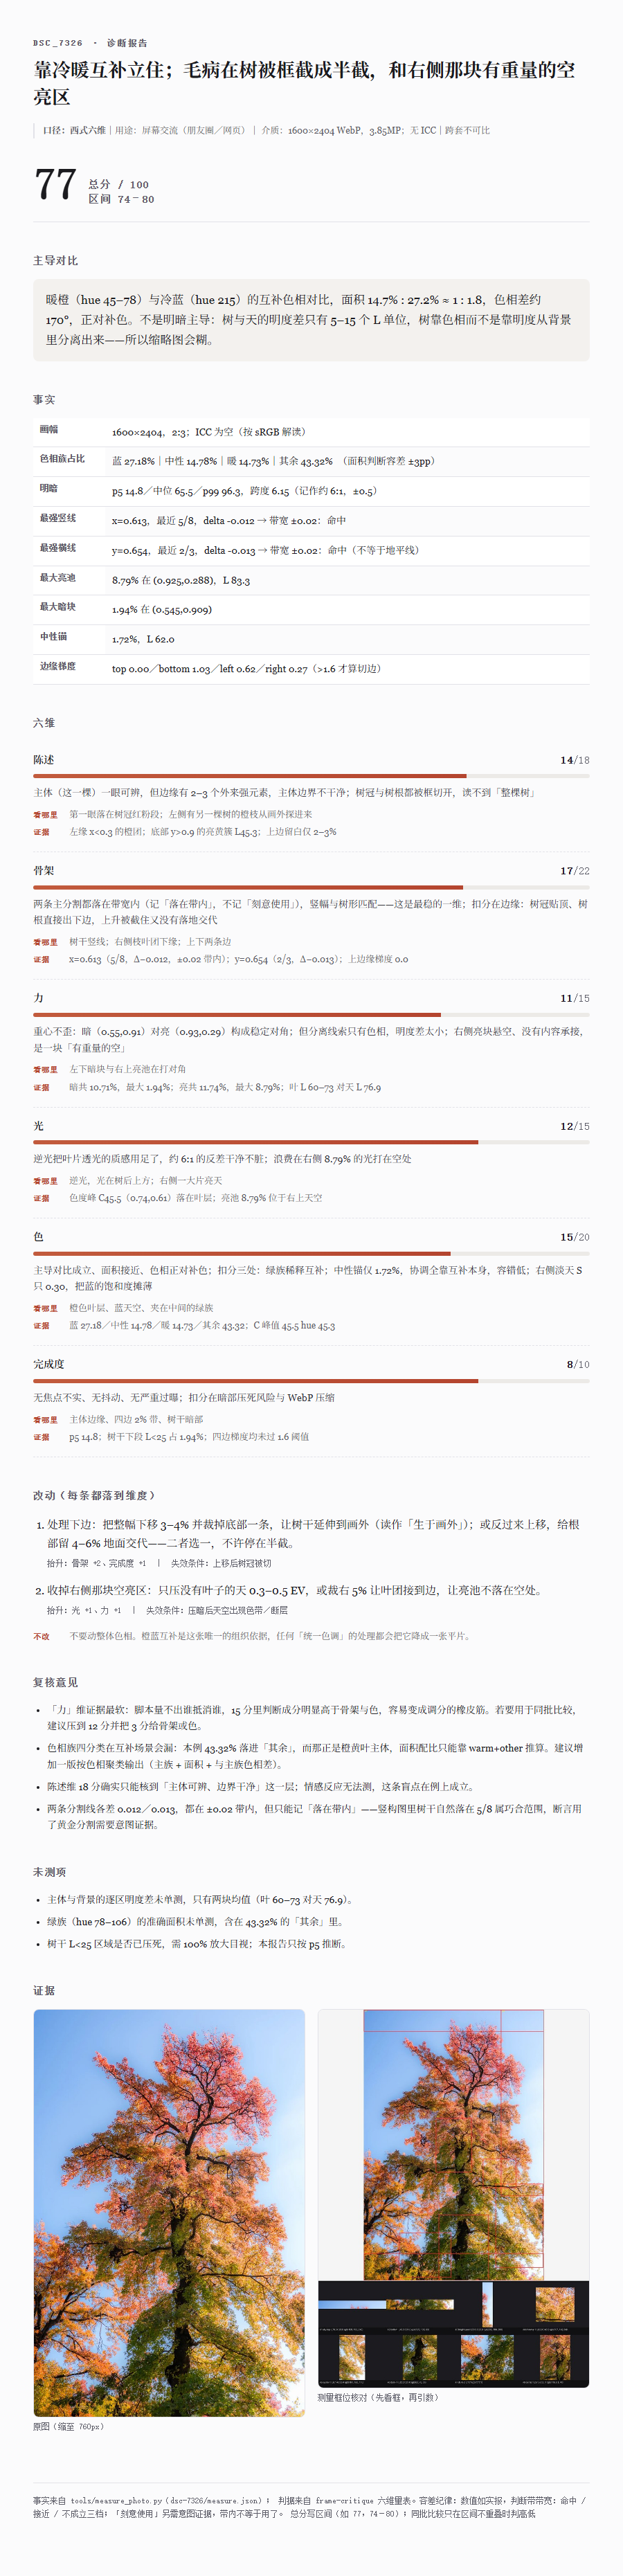 DSC_7326 · 诊断报告
靠冷暖互补立住；毛病在树被框截成半截，和右侧那块有重量的空
亮区
口径：西式六维｜用途：屏幕交流（朋友圈／网页）｜ 介质：1600×2404 WebP，3.85MP；无 ICC｜跨套不可比
77 总分 / 100
区间 74–80
主导对比
暖橙（hue 45–78）与冷蓝（hue 215）的互补色相对比，面积 14.7% : 27.2% ≈ 1 : 1.8，色相差约
170°，正对补色。不是明暗主导：树与天的明度差只有 5–15 个 L 单位，树靠色相而不是靠明度从背景
里分离出来——所以缩略图会糊。
事实
画幅 1600×2404，2:3；ICC 为空（按 sRGB 解读）
色相族占比 蓝 27.18%｜中性 14.78%｜暖 14.73%｜其余 43.32% （面积判断容差 ±3pp）
明暗 p5 14.8／中位 65.5／p99 96.3，跨度 6.15（记作约 6:1，±0.5）
最强竖线 x=0.613，最近 5/8，delta -0.012 → 带宽 ±0.02：命中
最强横线 y=0.654，最近 2/3，delta -0.013 → 带宽 ±0.02：命中（不等于地平线）
最大亮池 8.79% 在 (0.925,0.288)，L 83.3
最大暗块 1.94% 在 (0.545,0.909)
中性锚 1.72%，L 62.0
边缘梯度 top 0.00／bottom 1.03／left 0.62／right 0.27（>1.6 才算切边）
六维
陈述 14/18
主体（这一棵）一眼可辨，但边缘有 2–3 个外来强元素，主体边界不干净；树冠与树根都被框切开，读不到「整棵树」
看哪里 第一眼落在树冠红粉段；左侧有另一棵树的橙枝从画外探进来
证据 左缘 x<0.3 的橙团；底部 y>0.9 的亮黄簇 L45.3；上边留白仅 2–3%
骨架 17/22
两条主分割都落在带宽内（记「落在带内」，不记「刻意使用」），竖幅与树形匹配——这是最稳的一维；扣分在边缘：树冠贴顶、树
根直接出下边，上升被截住又没有落地交代
看哪里 树干竖线；右侧枝叶团下缘；上下两条边
证据 x=0.613（5/8，Δ-0.012，±0.02 带内）；y=0.654（2/3，Δ-0.013）；上边缘梯度 0.0
力 11/15
重心不歪：暗（0.55,0.91）对亮（0.93,0.29）构成稳定对角；但分离线索只有色相，明度差太小；右侧亮块悬空、没有内容承接，
是一块「有重量的空」
看哪里 左下暗块与右上亮池在打对角
证据 暗共 10.71%，最大 1.94%；亮共 11.74%，最大 8.79%；叶 L 60–73 对天 L 76.9
光 12/15
逆光把叶片透光的质感用足了，约 6:1 的反差干净不脏；浪费在右侧 8.79% 的光打在空处
看哪里 逆光，光在树后上方；右侧一大片亮天
证据 色度峰 C45.5（0.74,0.61）落在叶层；亮池 8.79% 位于右上天空
色 15/20
主导对比成立、面积接近、色相正对补色；扣分三处：绿族稀释互补；中性锚仅 1.72%，协调全靠互补本身，容错低；右侧淡天 S
只 0.30，把蓝的饱和度摊薄
看哪里 橙色叶层、蓝天空、夹在中间的绿族
证据 蓝 27.18／中性 14.78／暖 14.73／其余 43.32；C 峰值 45.5 hue 45.3
完成度 8/10
无焦点不实、无抖动、无严重过曝；扣分在暗部压死风险与 WebP 压缩
看哪里 主体边缘、四边 2% 带、树干暗部
证据 p5 14.8；树干下段 L<25 占 1.94%；四边梯度均未过 1.6 阈值
改动（每条都落到维度）
1. 处理下边：把整幅下移 3–4% 并裁掉底部一条，让树干延伸到画外（读作「生于画外」）；或反过来上移，给根
部留 4–6% 地面交代——二者选一，不许停在半截。
抬升：骨架 +2、完成度 +1 ｜ 失效条件：上移后树冠被切
2. 收掉右侧那块空亮区：只压没有叶子的天 0.3–0.5 EV，或裁右 5% 让叶团接到边，让亮池不落在空处。
抬升：光 +1、力 +1 ｜ 失效条件：压暗后天空出现色带／断层
不改 不要动整体色相。橙蓝互补是这张唯一的组织依据，任何「统一色调」的处理都会把它降成一张平片。
复核意见
• 「力」维证据最软：脚本量不出谁抵消谁，15 分里判断成分明显高于骨架与色，容易变成调分的橡皮筋。若要用于同批比较，
建议压到 12 分并把 3 分给骨架或色。
• 色相族四分类在互补场景会漏：本例 43.32% 落进「其余」，而那正是橙黄叶主体，面积配比只能靠 warm+other 推算。建议增
加一版按色相聚类输出（主族 + 面积 + 与主族色相差）。
• 陈述维 18 分确实只能核到「主体可辨、边界干净」这一层；情感反应无法测，这条盲点在例上成立。
• 两条分割线各差 0.012／0.013，都在 ±0.02 带内，但只能记「落在带内」——竖构图里树干自然落在 5/8 属巧合范围，断言用
了黄金分割需要意图证据。
未测项
• 主体与背景的逐区明度差未单测，只有两块均值（叶 60–73 对天 76.9）。
• 绿族（hue 78–106）的准确面积未单测，含在 43.32% 的「其余」里。
• 树干 L<25 区域是否已压死，需 100% 放大目视；本报告只按 p5 推断。
证据
原图（缩至 760px）
测量框位核对（先看框，再引数）
事实来自 tools/measure_photo.py（dsc-7326/measure.json）； 判据来自 frame-critique 六维量表。容差纪律：数值如实报，判断带带宽：命中 /
接近 / 不成立三档；「刻意使用」另需意图证据，带内不等于用了。 总分写区间（如 77，74–80）；同批比较只在区间不重叠时判高低